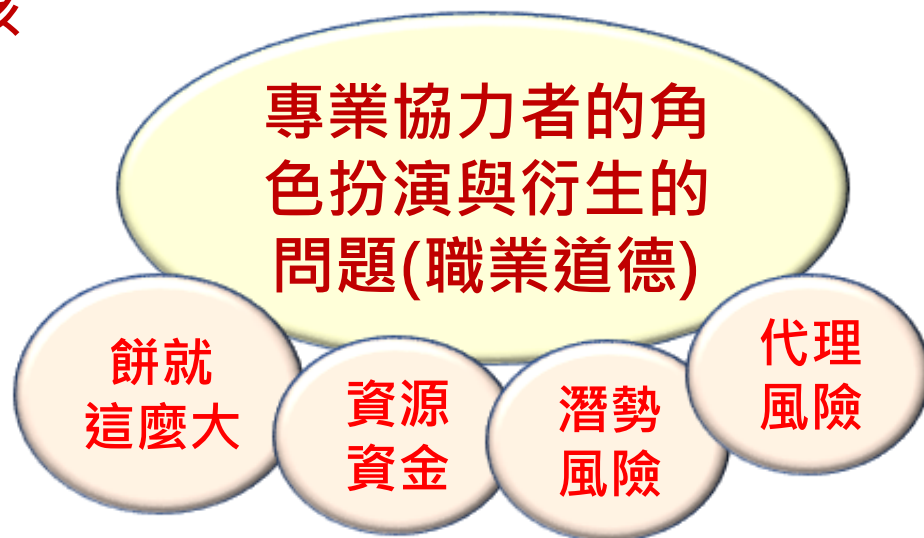 專業協力者的角
色扮演與衍生的
問題(職業道德)
餅就
這麼大
資源
資金
潛勢
風險
代理
風險